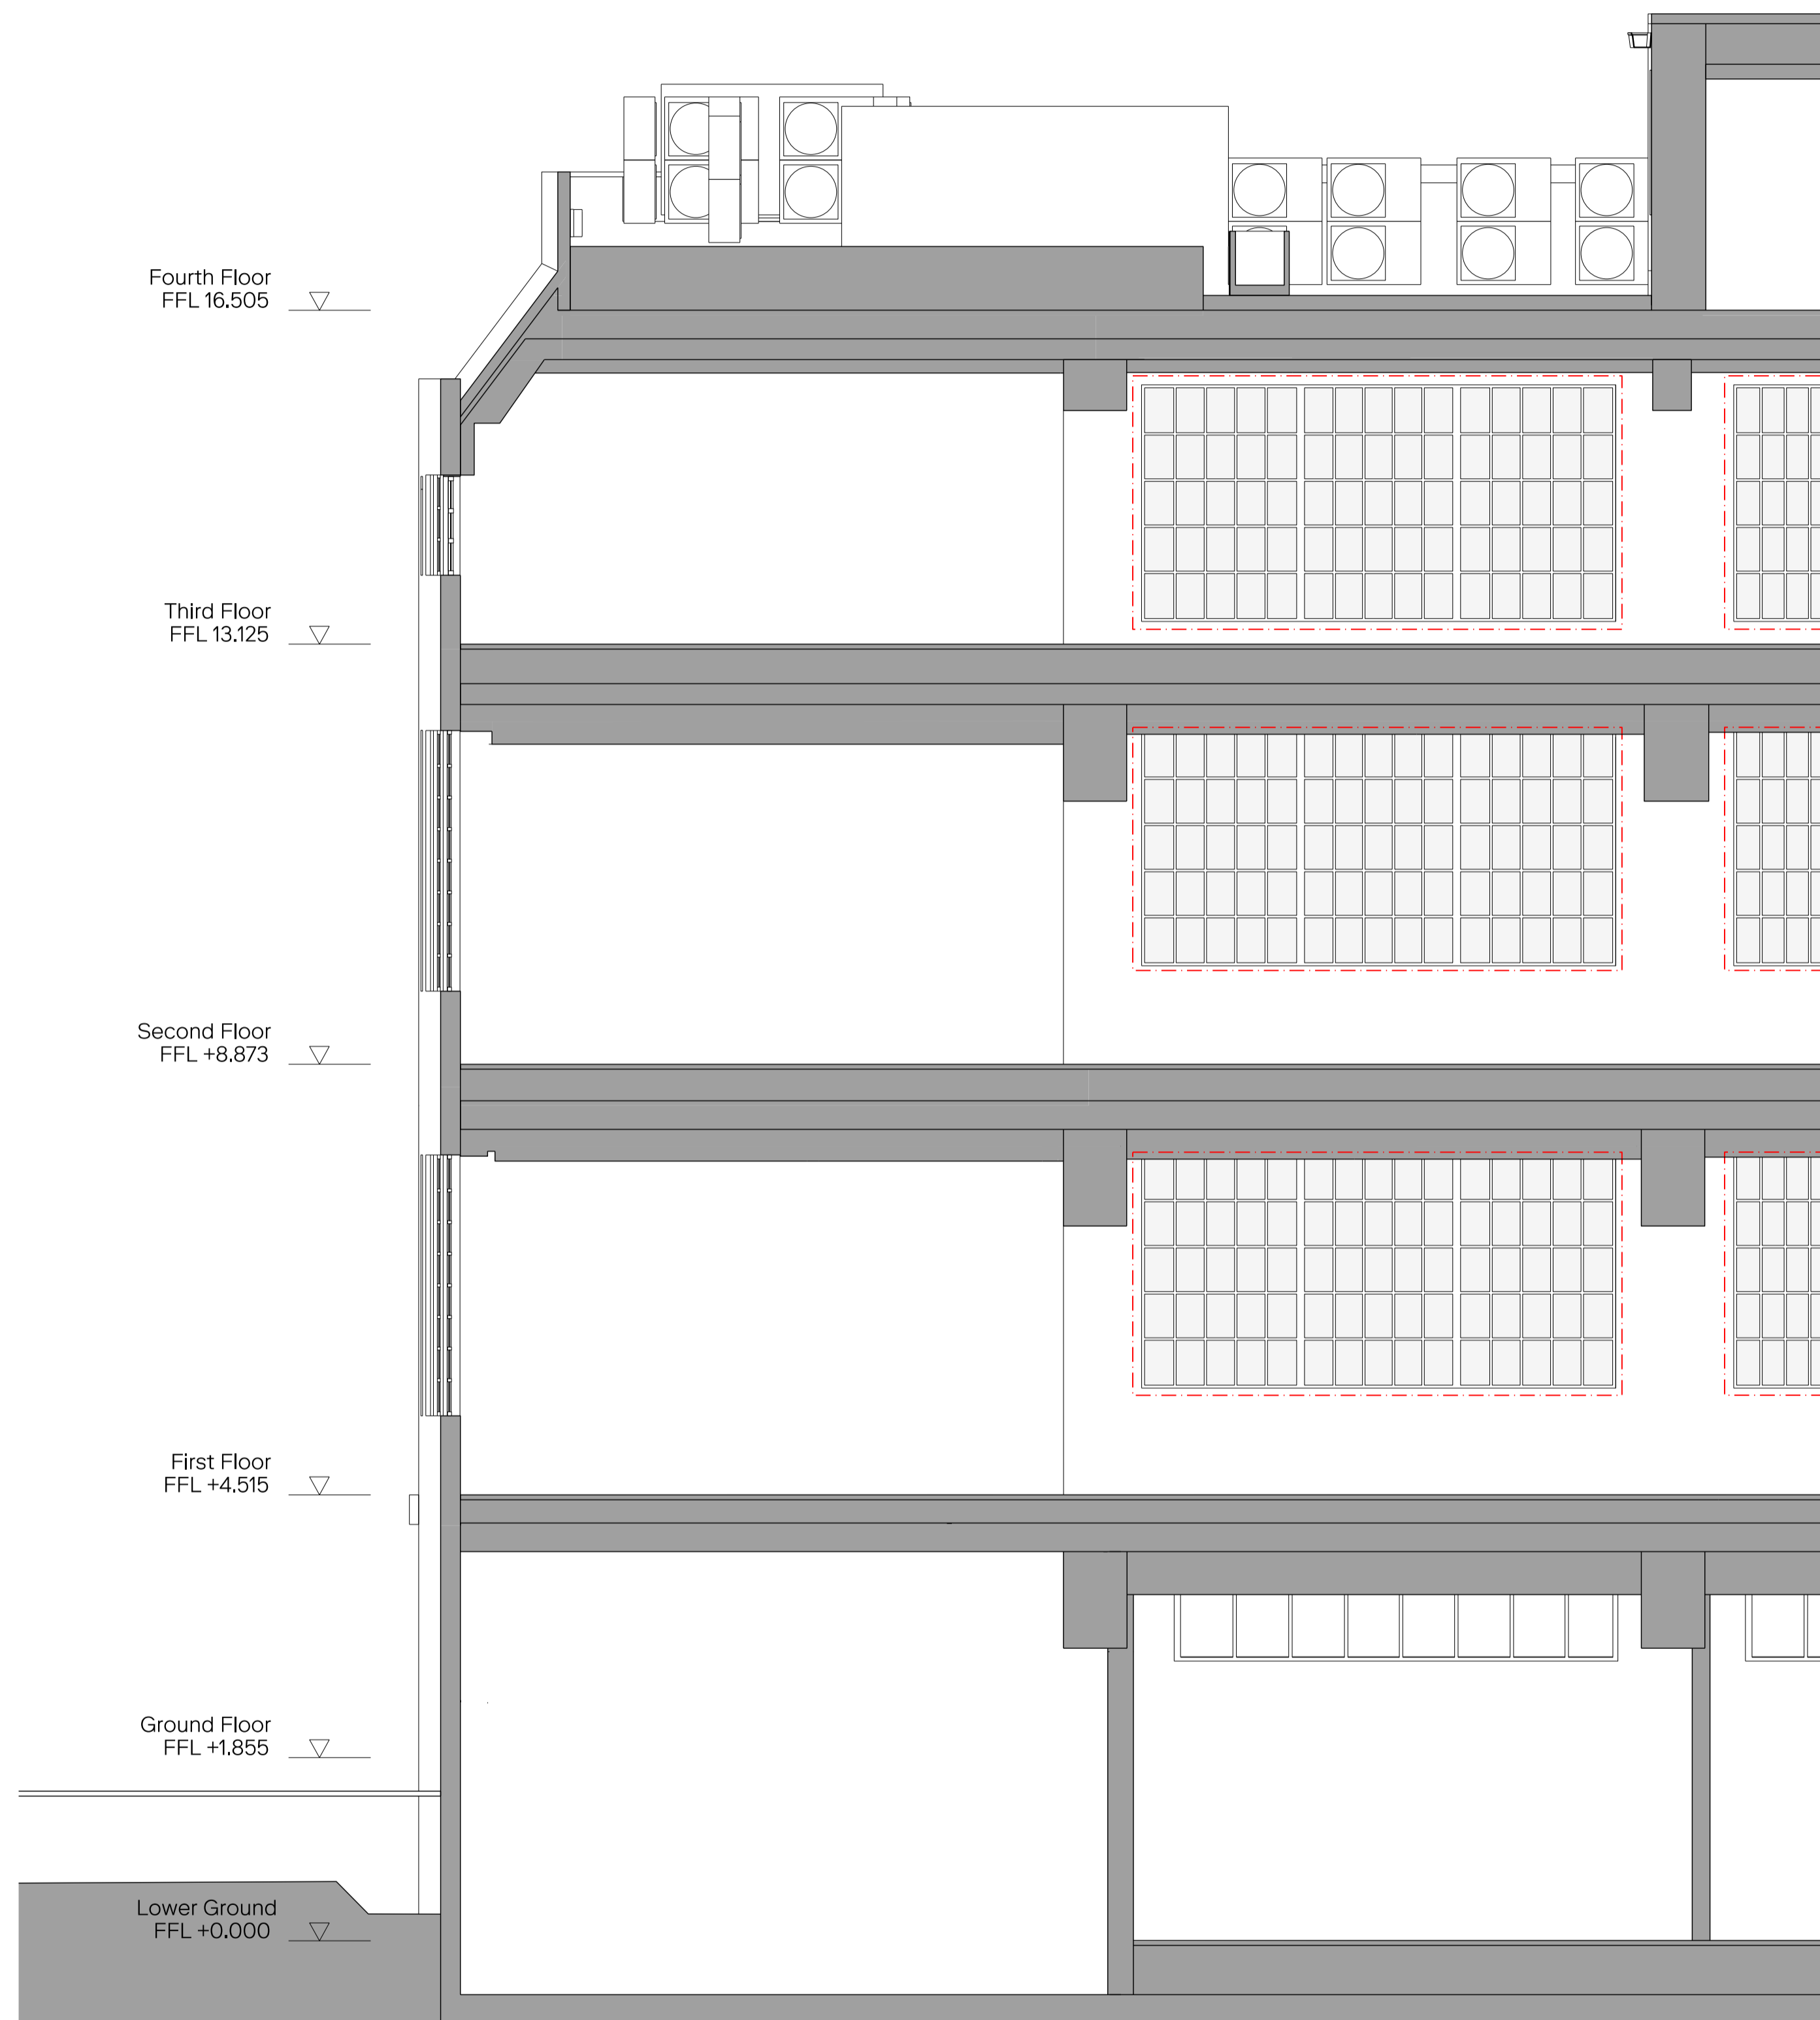 Fourth Floor
FFL 16.505
Third Floor
FFL 13.125
Second Floor
FFL +8.873
First Floor
FFL +4.515
Ground Floor
FFL +1.855
Lower Ground
FFL +0.000